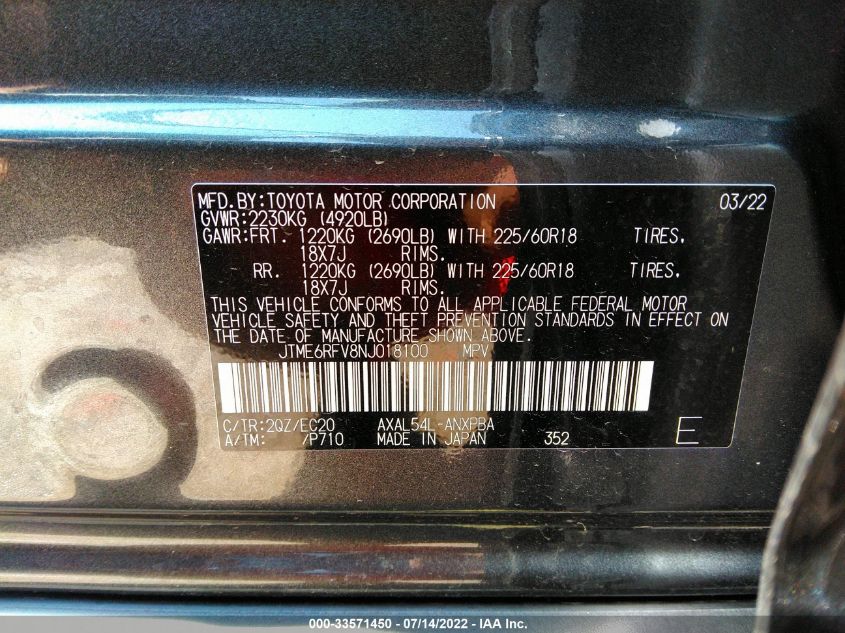 MFD.BY:TOYOTA MOTOR CORPORATION 03/22
GVWR:2230KG (4920LB)
GAWR:FRT. 1220KG (2690LB) WITH 225/60R18 TIRES.
18X7J RIMS.
RR. 1220KG (2690LB) WITH 225/60R18 TIRES.
18X7J RIMS.
THIS VEHICLE CONFORMS TO ALL APPLICABLE FEDERAL MOTOR
VEHICLE SAFETY AND THEFT PREVENTION STANDARDS IN EFFECT ON
THE DATE OF MANUFACTURE SHOWN ABOVE.
JTME6RFV8NJ018100 MPV
C/TR:2QZ/EC20 AXAL54L-ANXPBA
A/TM: /P710 MADE IN JAPAN 352 E
000-33571450 - 07/14/2022 - IAA Inc.